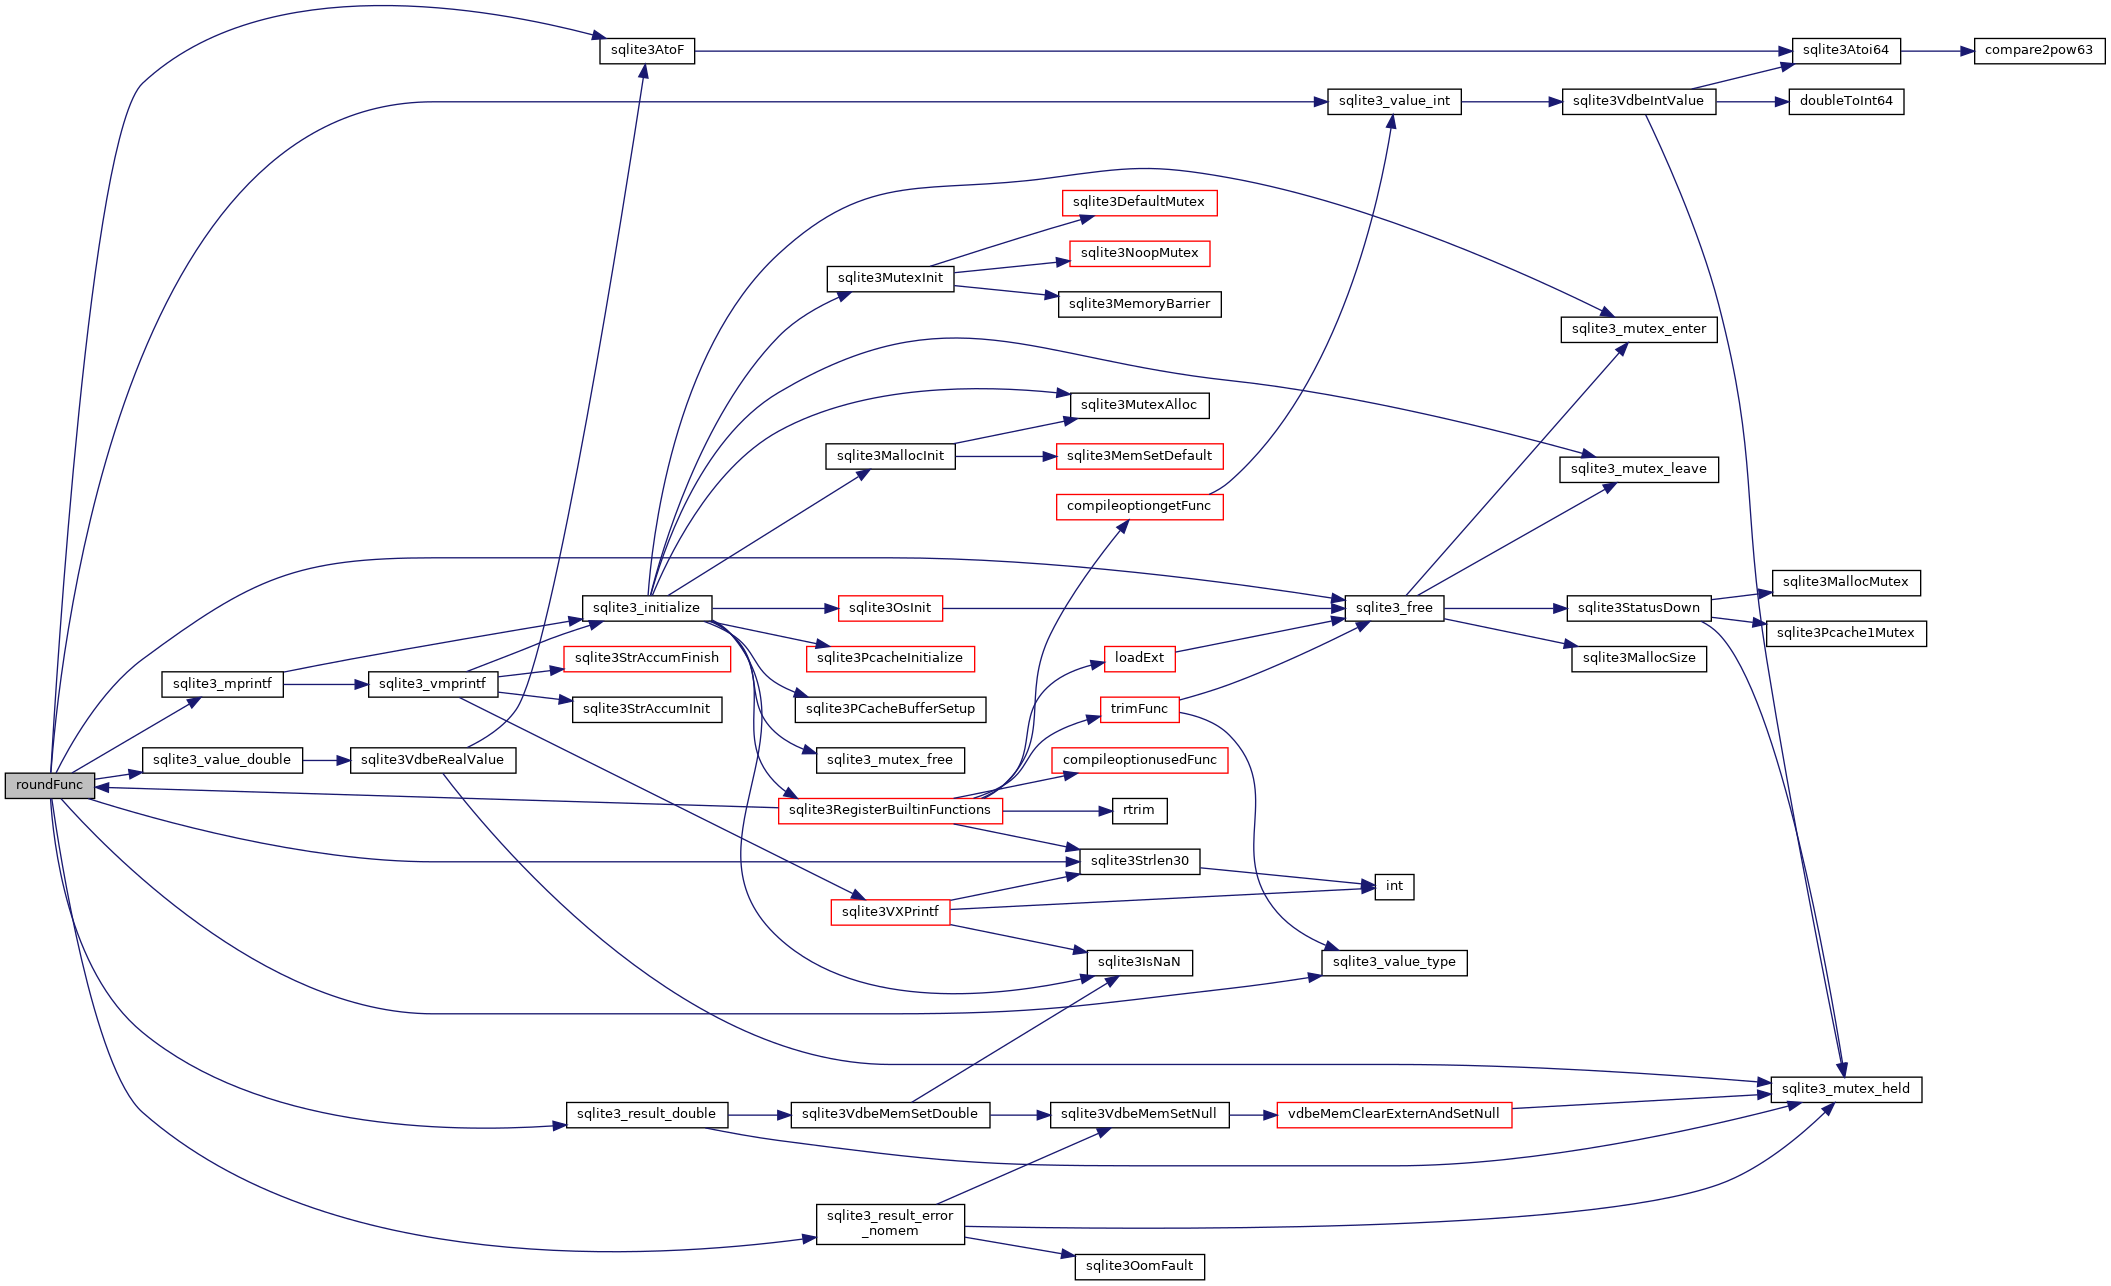 sqlite3AtoF
sqlite3Atoi64
compare2pow63
sqlite3_value_int
sqlite3VdbeIntValue
doubleToInt64
sqlite3DefaultMutex
sqlite3NoopMutex
sqlite3MutexInit
sqlite3MemoryBarrier
sqlite3_mutex_enter
sqlite3MutexAlloc
sqlite3MallocInit
sqlite3MemSetDefault
sqlite3_mutex_leave
compileoptiongetFunc
sqlite3MallocMutex
sqlite3_initialize
sqlite3OsInit
sqlite3_free
sqlite3StatusDown
sqlite3Pcache1Mutex
sqlite3StrAccumFinish
sqlite3PcacheInitialize
loadExt
sqlite3MallocSize
sqlite3_mprintf
sqlite3_vmprintf
sqlite3StrAccumInit
sqlite3PCacheBufferSetup
trimFunc
sqlite3_value_double
sqlite3VdbeRealValue
sqlite3_mutex_free
compileoptionusedFunc
roundFunc
sqlite3RegisterBuiltinFunctions
rtrim
sqlite3Strlen30
int
sqlite3VXPrintf
sqlite3IsNaN
sqlite3_value_type
sqlite3_mutex_held
sqlite3_result_double
sqlite3VdbeMemSetDouble
sqlite3VdbeMemSetNull
vdbeMemClearExternAndSetNull
sqlite3_result_error
_nomem
sqlite3OomFault